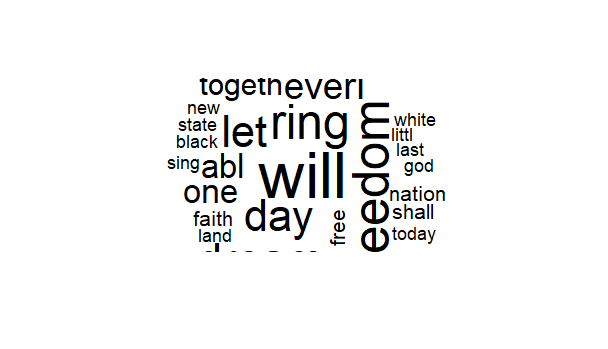 togeth
everi
new
ring
white
state
let
littl
black
last
sing
abl
god
will
eedom
one
nation
day
shall
faith
free
today
land
dream